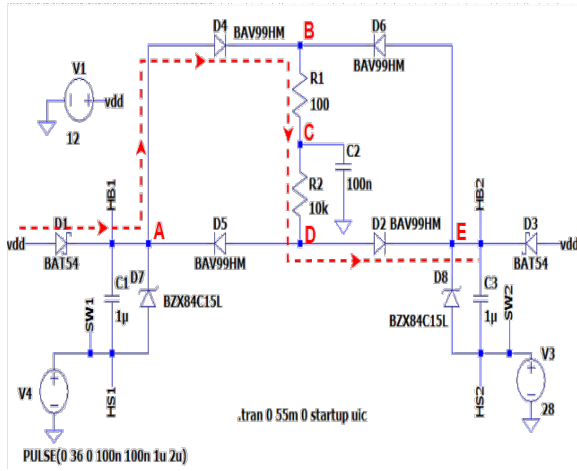 D4
BAV99HM
B
D6
BAV99HM
V1
vdd
12
R1
100
C
C2
100n
R2
10k
HB1
HB2
D1
vdd
BAT54
A
D5
BAV99HM
D
D2
BAV99HM
E
D3
vdd
BAT54
C1
1µ
D7
BZX84C15L
D8
BZX84C15L
C3
1µ
SW1
SW2
V4
HS1
HS2
V3
28
.tran 0 55m 0 startup uic
PULSE(0 36 0 100n 100n 1u 2u)